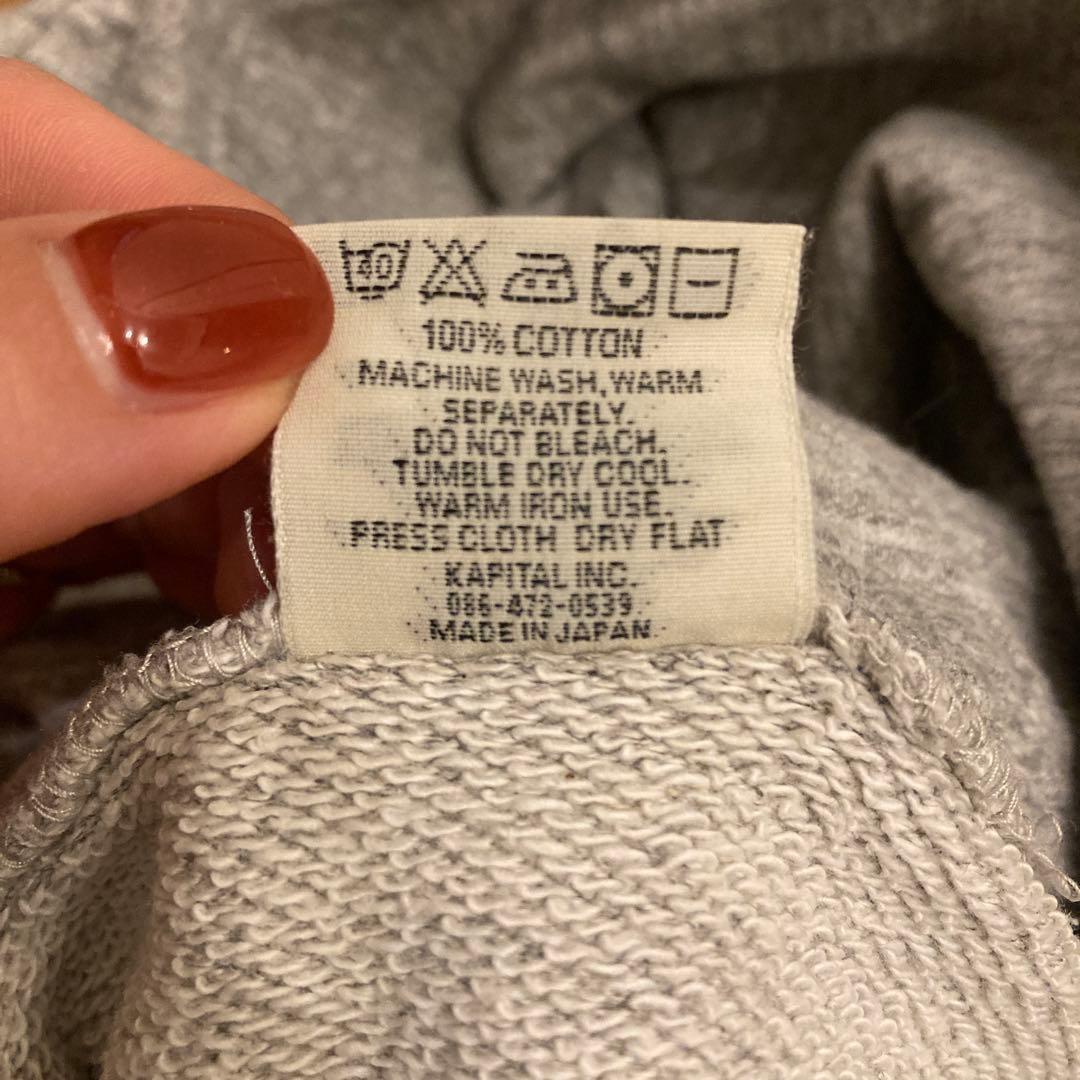 30
100% COTTON
MACHINE WASH, WARM
SEPARATELY.
DO NOT BLEACH.
TUMBLE DRY COOL.
WARM IRON USE.
PRESS CLOTH DRY FLAT
KAPITAL INC.
086-472-0539
MADE IN JAPAN